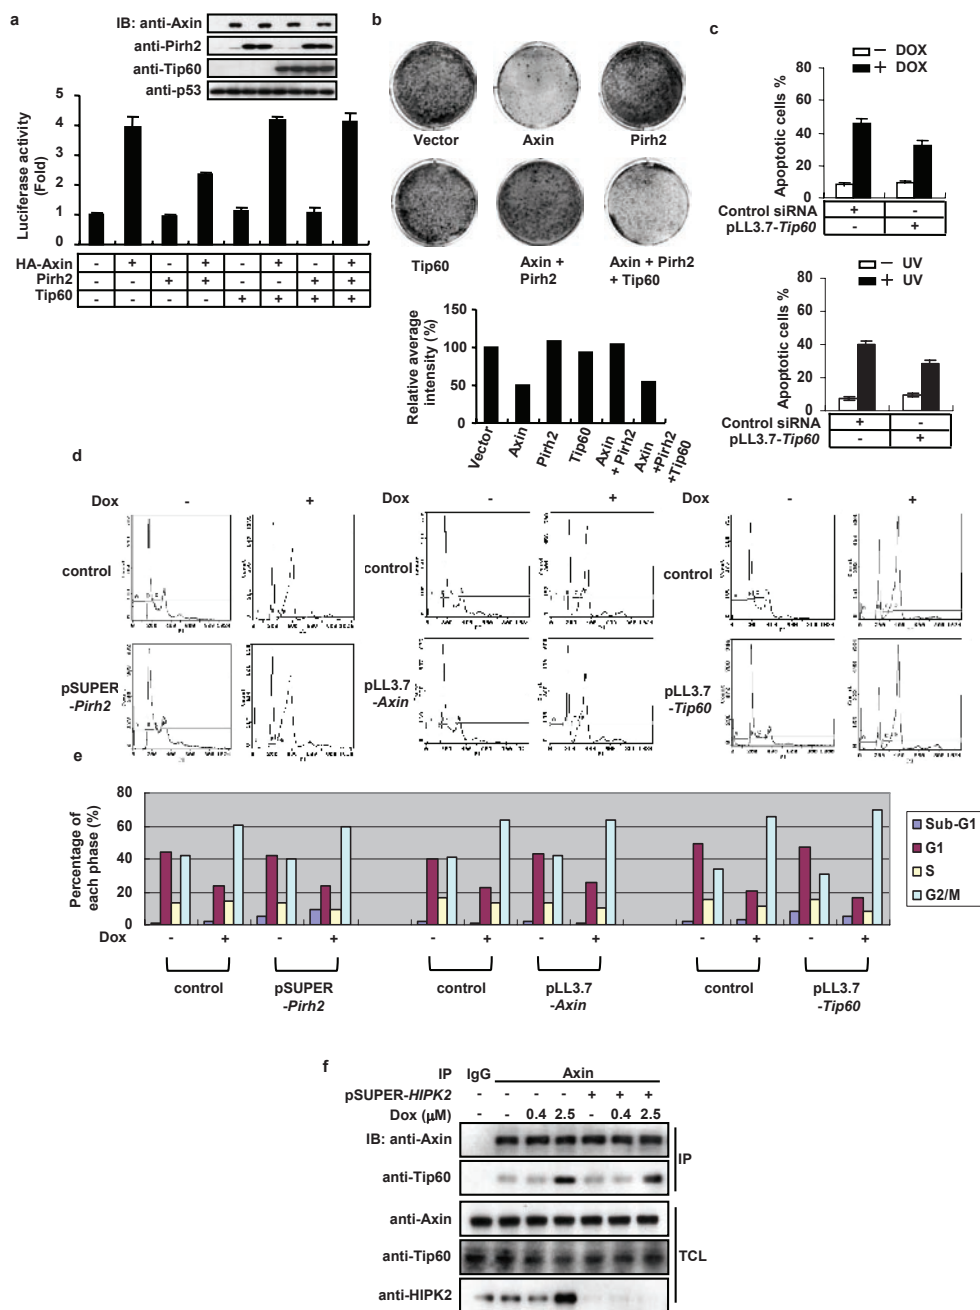 a
IB: anti-Axin
anti-Pirh2
anti-Tip60
anti-p53
Luciferase activity
(Fold)
5
4
3
2
1
0
HA-Axin - + - + - + - +
Pirh2 - - + + - - + +
Tip60 - - - - + + + +
b
Vector Axin Pirh2
Tip60 Axin + Pirh2 Axin + Pirh2 + Tip60
Relative average
intensity (%)
150
100
50
0
Vector
Axin
Pirh2
Tip60
Axin
+ Pirh2
Axin
+Pirh2
+Tip60
c
- DOX
+ DOX
Apoptotic cells %
80
60
40
20
0
Control siRNA + -
pLL3.7-Tip60 - +
- UV
+ UV
Apoptotic cells %
80
60
40
20
0
Control siRNA + -
pLL3.7-Tip60 - +
d
Dox - + - + - +
control control control
pSUPER
-Pirh2
pLL3.7
-Axin
pLL3.7
-Tip60
e
Percentage of
each phase (%)
80
60
40
20
0
Sub-G1
G1
S
G2/M
Dox - + - + - + - + - + - +
control pSUPER -Pirh2 control pLL3.7 -Axin control pLL3.7 -Tip60
f
IP IgG Axin
pSUPER-HIPK2 - - - - + + +
Dox (μM) - - 0.4 2.5 - 0.4 2.5
IB: anti-Axin
anti-Tip60
IP
anti-Axin
anti-Tip60
anti-HIPK2
TCL